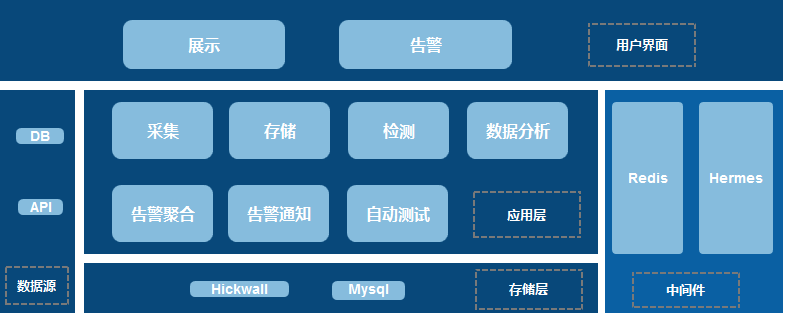 展示
告警
用户界面
DB
API
数据源
采集
存储
检测
数据分析
告警聚合
告警通知
自动测试
应用层
Hickwall
Mysql
存储层
Redis
Hermes
中间件